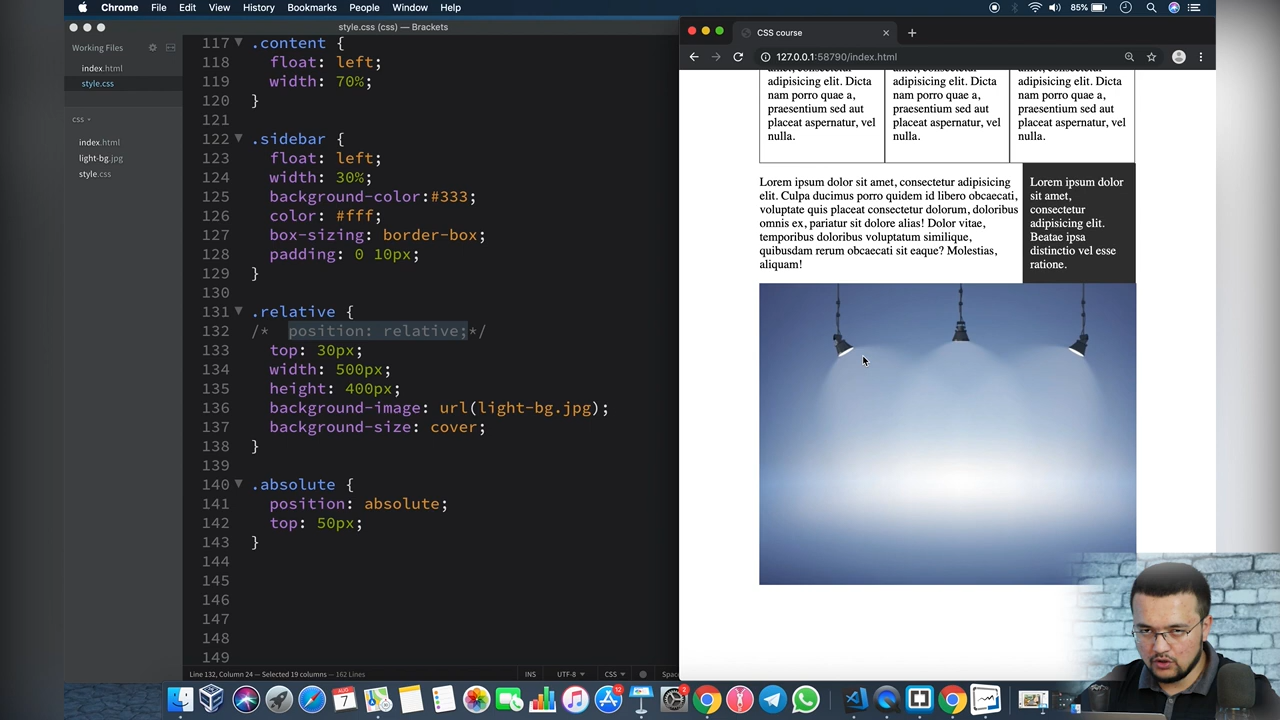 Chrome File Edit View History Bookmarks People Window Help
85%
style.css (css) — Brackets
Working Files
index.html
style.css
css
index.html
light-bg.jpg
style.css
117 .content {
118 float: left;
119 width: 70%;
120 }
121
122 .sidebar {
123 float: left;
124 width: 30%;
125 background-color:#333;
126 color: #fff;
127 box-sizing: border-box;
128 padding: 0 10px;
129 }
130
131 .relative {
132 /* position: relative;*/
133 top: 30px;
134 width: 500px;
135 height: 400px;
136 background-image: url(light-bg.jpg);
137 background-size: cover;
138 }
139
140 .absolute {
141 position: absolute;
142 top: 50px;
143 }
144
145
146
147
148
149
Line 132, Column 24 — Selected 19 columns — 162 Lines
INS UTF-8 CSS
CSS course
127.0.0.1:58790/index.html
adipisicing elit. Dicta
nam porro quae a,
praesentium sed aut
placeat aspernatur, vel
nulla.
adipisicing elit. Dicta
nam porro quae a,
praesentium sed aut
placeat aspernatur, vel
nulla.
adipisicing elit. Dicta
nam porro quae a,
praesentium sed aut
placeat aspernatur, vel
nulla.
Lorem ipsum dolor sit amet, consectetur adipisicing
elit. Culpa ducimus porro quidem id libero obcaecati,
voluptate quis placeat consectetur dolorum, doloribus
omnis ex, pariatur sit dolore alias! Dolor vitae,
temporibus doloribus voluptatum similique,
quibusdam rerum obcaecati sit eaque? Molestias,
aliquam!
Lorem ipsum dolor
sit amet,
consectetur
adipisicing elit.
Beatae ipsa
distinctio vel esse
ratione.